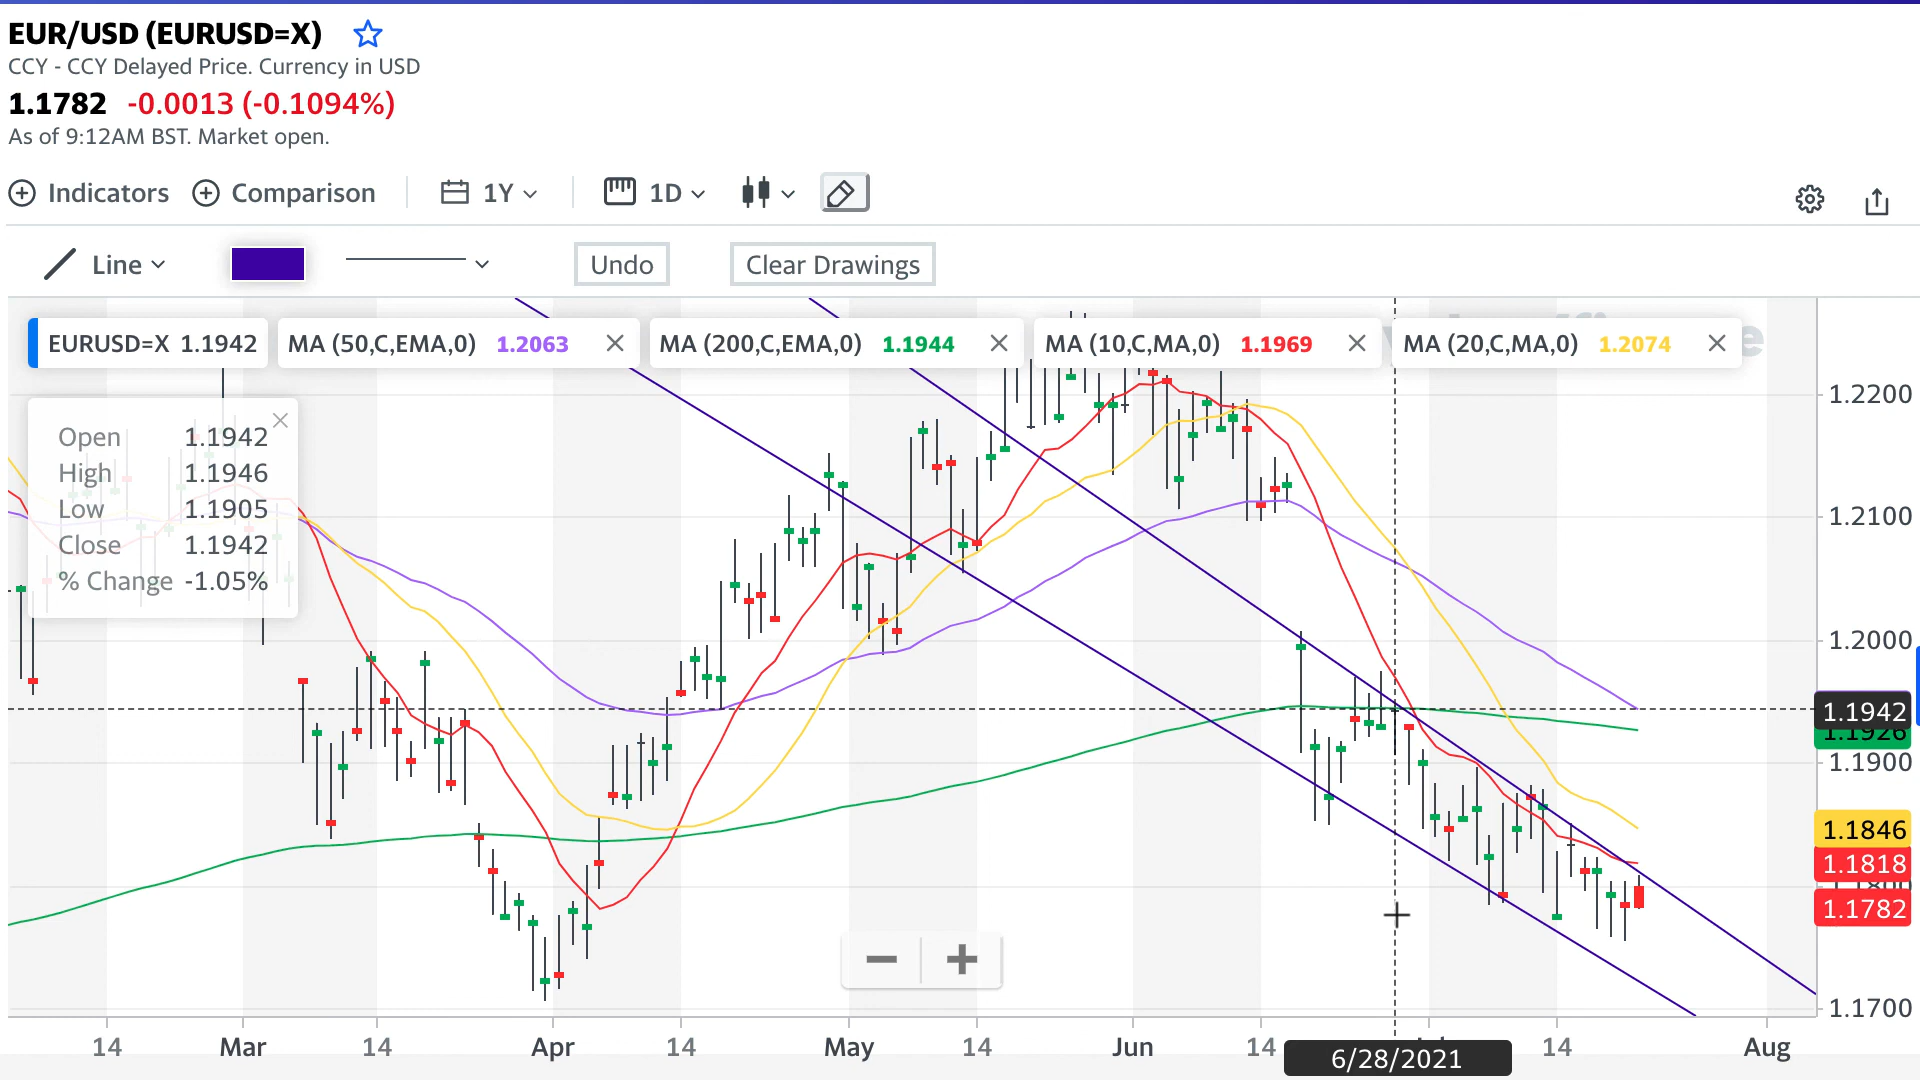 EUR/USD (EURUSD=X)
CCY - CCY Delayed Price. Currency in USD
1.1782 -0.0013 (-0.1094%)
As of 9:12AM BST. Market open.
Indicators Comparison 1Y 1D
Line Undo Clear Drawings
EURUSD=X 1.1942 MA (50,C,EMA,0) 1.2063 MA (200,C,EMA,0) 1.1944 MA (10,C,MA,0) 1.1969 MA (20,C,MA,0) 1.2074
Open 1.1942
High 1.1946
Low 1.1905
Close 1.1942
% Change -1.05%
1.2200
1.2100
1.2000
1.1942
1.1926
1.1900
1.1846
1.1818
1.1800
1.1782
1.1700
14 Mar 14 Apr 14 May 14 Jun 14 6/28/2021 14 Aug